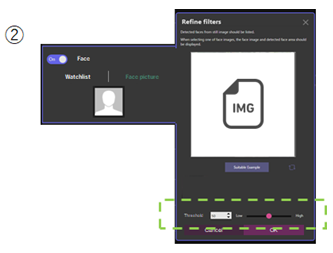 ②
Refine filters
Detected faces from still image should be listed.
When selecting one of face images, the face image and detected face area should be displayed.
On Face
Watchlist Face picture
IMG
Suitable Example
Threshold Low High
Cancel OK